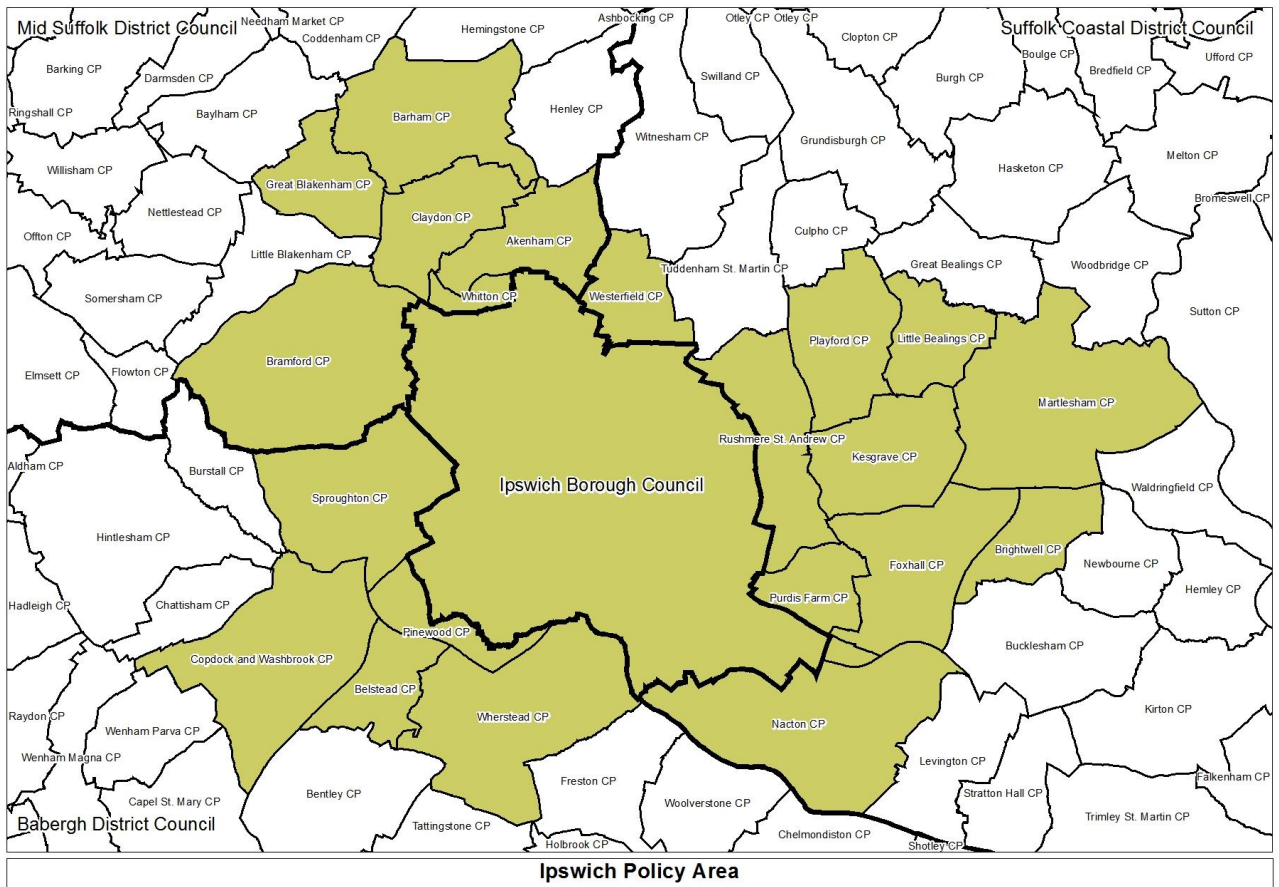 Mid Suffolk District Council
Needham Market CP
Hemingstone CP
Ashbocking CP
Otley CP
Otley CP
Clopton CP
Suffolk Coastal District Council
Coddenham CP
Boulge CP
Ufford CP
Barking CP
Darmsden CP
Swilland CP
Burgh CP
Bredfield CP
Ringshall CP
Baylham CP
Barham CP
Henley CP
Witnesham CP
Grundisburgh CP
Melton CP
Willisham CP
Hasketon CP
Great Blakenham CP
Bromeswell CP
Nettlestead CP
Claydon CP
Offton CP
Akenham CP
Culpho CP
Little Blakenham CP
Tuddenham St. Martin CP
Great Bealings CP
Woodbridge CP
Somersham CP
Whitton CP
Westerfield CP
Sutton CP
Playford CP
Little Bealings CP
Bramford CP
Elmsett CP
Flowton CP
Martlesham CP
Rushmere St. Andrew CP
Kesgrave CP
Aldham CP
Burstall CP
Sproughton CP
Ipswich Borough Council
Waldringfield CP
Hintlesham CP
Brightwell CP
Foxhall CP
Newbourne CP
Hemley CP
Hadleigh CP
Chattisham CP
Purdis Farm CP
Pinewood CP
Bucklesham CP
Copdock and Washbrook CP
Belstead CP
Raydon CP
Wenham Parva CP
Wherstead CP
Nacton CP
Kirton CP
Wenham Magna CP
Levington CP
Freston CP
Falkenham CP
Bentley CP
Stratton Hall CP
Capel St. Mary CP
Woolverstone CP
Trimley St. Martin CP
Babergh District Council
Tattingstone CP
Chelmondiston CP
Holbrook CP
Shotley CP
Ipswich Policy Area